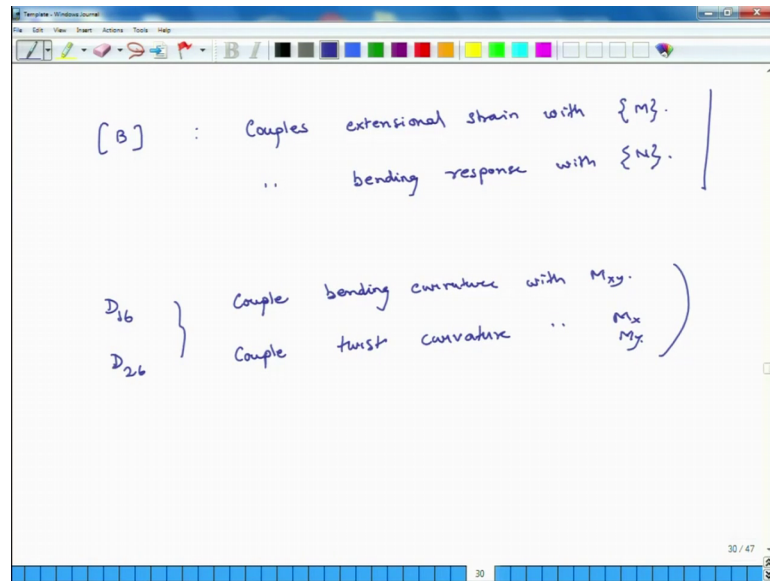 Template - Windows Journal
File Edit View Insert Actions Tools Help
B I
[B] : Couples extensional strain with {M}.
" bending response with {N}.
D16 Couple bending curvature with Mxy.
D26 Couple twist curvature " Mx
My.
30 / 47
30